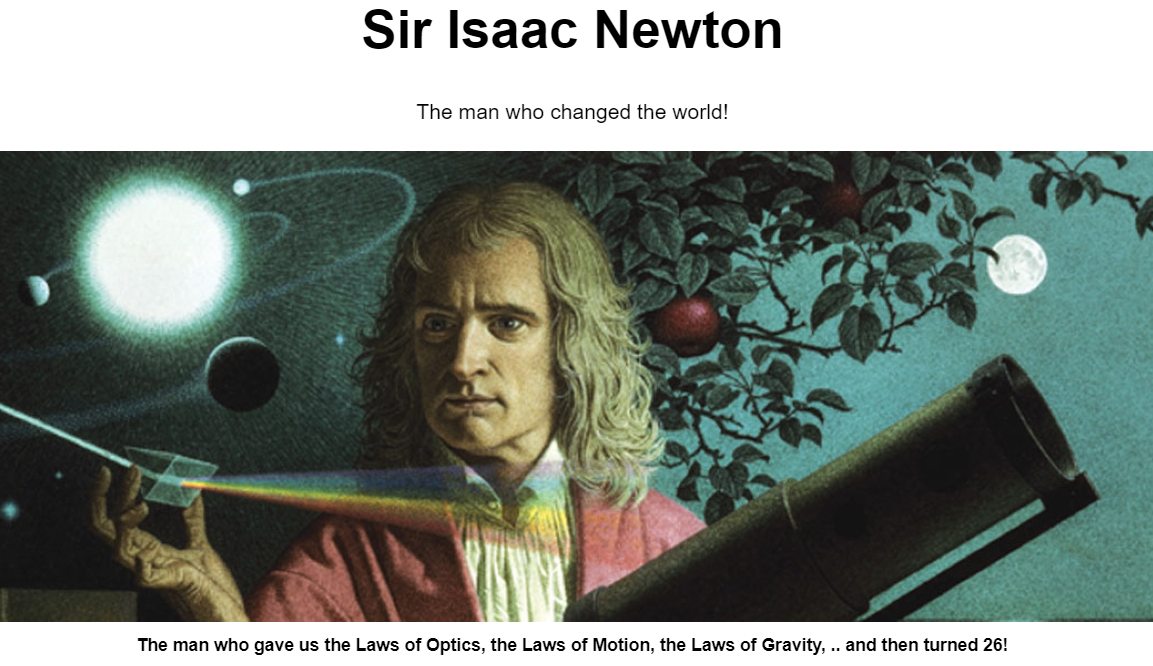 Sir Isaac Newton
The man who changed the world!
The man who gave us the Laws of Optics, the Laws of Motion, the Laws of Gravity, .. and then turned 26!